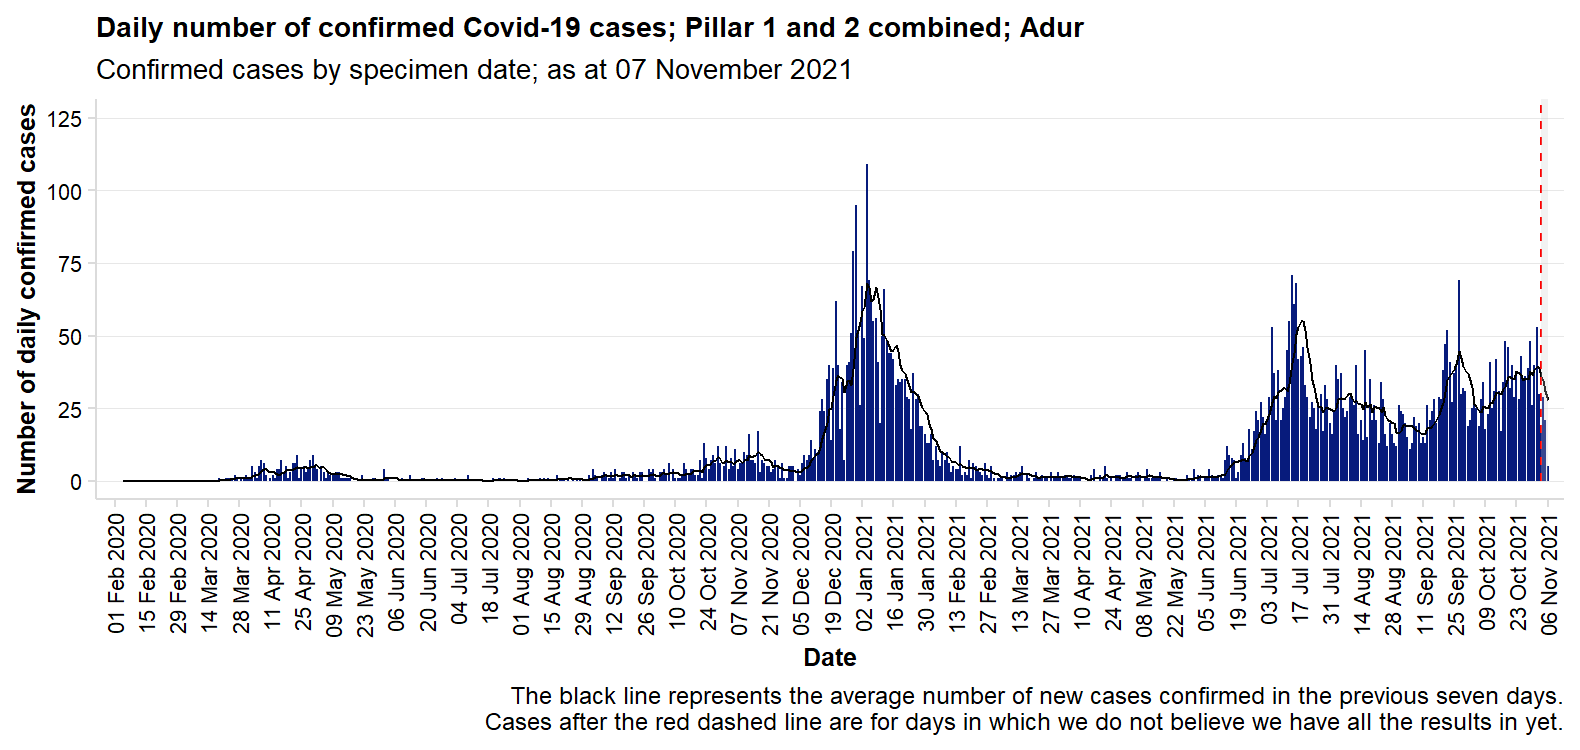 Daily number of confirmed Covid-19 cases; Pillar 1 and 2 combined; Adur
Confirmed cases by specimen date; as at 07 November 2021
Number of daily confirmed cases
125
100
75
50
25
0
01 Feb 2020
15 Feb 2020
29 Feb 2020
14 Mar 2020
28 Mar 2020
11 Apr 2020
25 Apr 2020
09 May 2020
23 May 2020
06 Jun 2020
20 Jun 2020
04 Jul 2020
18 Jul 2020
01 Aug 2020
15 Aug 2020
29 Aug 2020
12 Sep 2020
26 Sep 2020
10 Oct 2020
24 Oct 2020
07 Nov 2020
21 Nov 2020
05 Dec 2020
19 Dec 2020
02 Jan 2021
16 Jan 2021
30 Jan 2021
13 Feb 2021
27 Feb 2021
13 Mar 2021
27 Mar 2021
10 Apr 2021
24 Apr 2021
08 May 2021
22 May 2021
05 Jun 2021
19 Jun 2021
03 Jul 2021
17 Jul 2021
31 Jul 2021
14 Aug 2021
28 Aug 2021
11 Sep 2021
25 Sep 2021
09 Oct 2021
23 Oct 2021
06 Nov 2021
Date
The black line represents the average number of new cases confirmed in the previous seven days.
Cases after the red dashed line are for days in which we do not believe we have all the results in yet.